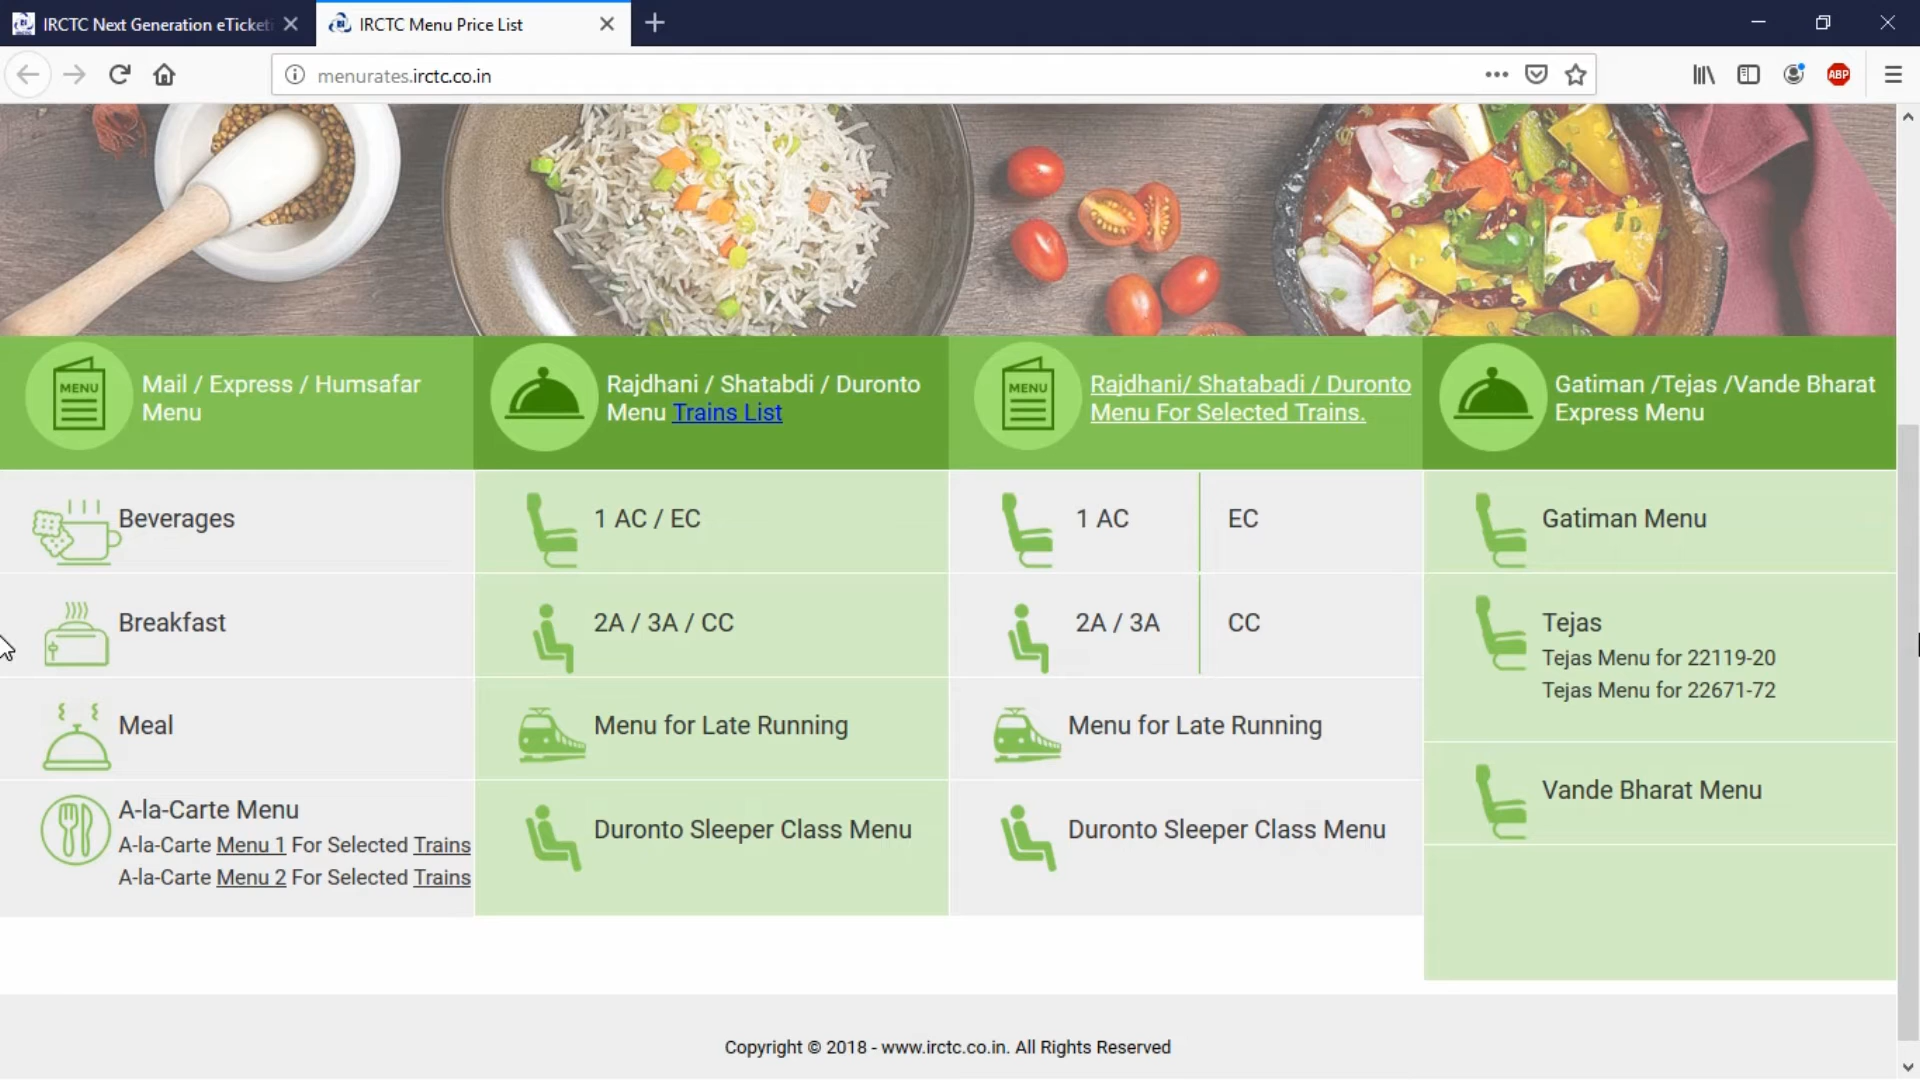 IRCTC Next Generation eTicketi
IRCTC Menu Price List
menurates.irctc.co.in
ABP
MENU
Mail / Express / Humsafar
Menu
Rajdhani / Shatabdi / Duronto
Menu Trains List
MENU
Rajdhani/ Shatabadi / Duronto
Menu For Selected Trains.
Gatiman /Tejas /Vande Bharat
Express Menu
Beverages
1 AC / EC
1 AC
EC
Gatiman Menu
Breakfast
2A / 3A / CC
2A / 3A
CC
Tejas
Tejas Menu for 22119-20
Tejas Menu for 22671-72
Meal
Menu for Late Running
Menu for Late Running
Vande Bharat Menu
A-la-Carte Menu
A-la-Carte Menu 1 For Selected Trains
A-la-Carte Menu 2 For Selected Trains
Duronto Sleeper Class Menu
Duronto Sleeper Class Menu
Copyright © 2018 - www.irctc.co.in. All Rights Reserved